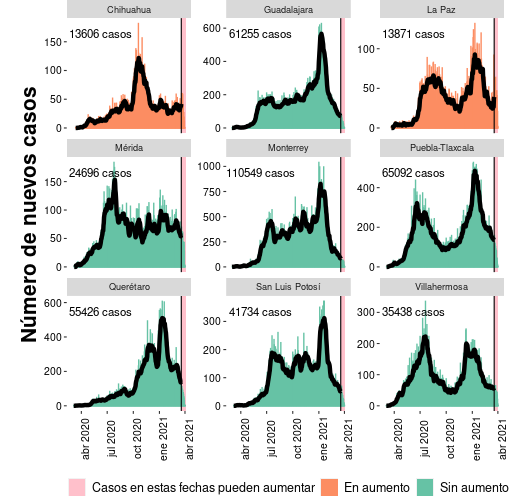 Número de nuevos casos
Chihuahua
13606 casos
150
100
50
0
Guadalajara
61255 casos
600
400
200
0
La Paz
13871 casos
100
50
0
Mérida
24696 casos
150
100
50
0
Monterrey
110549 casos
1000
750
500
250
0
Puebla-Tlaxcala
65092 casos
400
200
0
Querétaro
55426 casos
600
400
200
0
San Luis Potosí
41734 casos
300
200
100
0
Villahermosa
35438 casos
300
200
100
0
abr 2020
jul 2020
oct 2020
ene 2021
abr 2021
abr 2020
jul 2020
oct 2020
ene 2021
abr 2021
abr 2020
jul 2020
oct 2020
ene 2021
abr 2021
Casos en estas fechas pueden aumentar
En aumento
Sin aumento